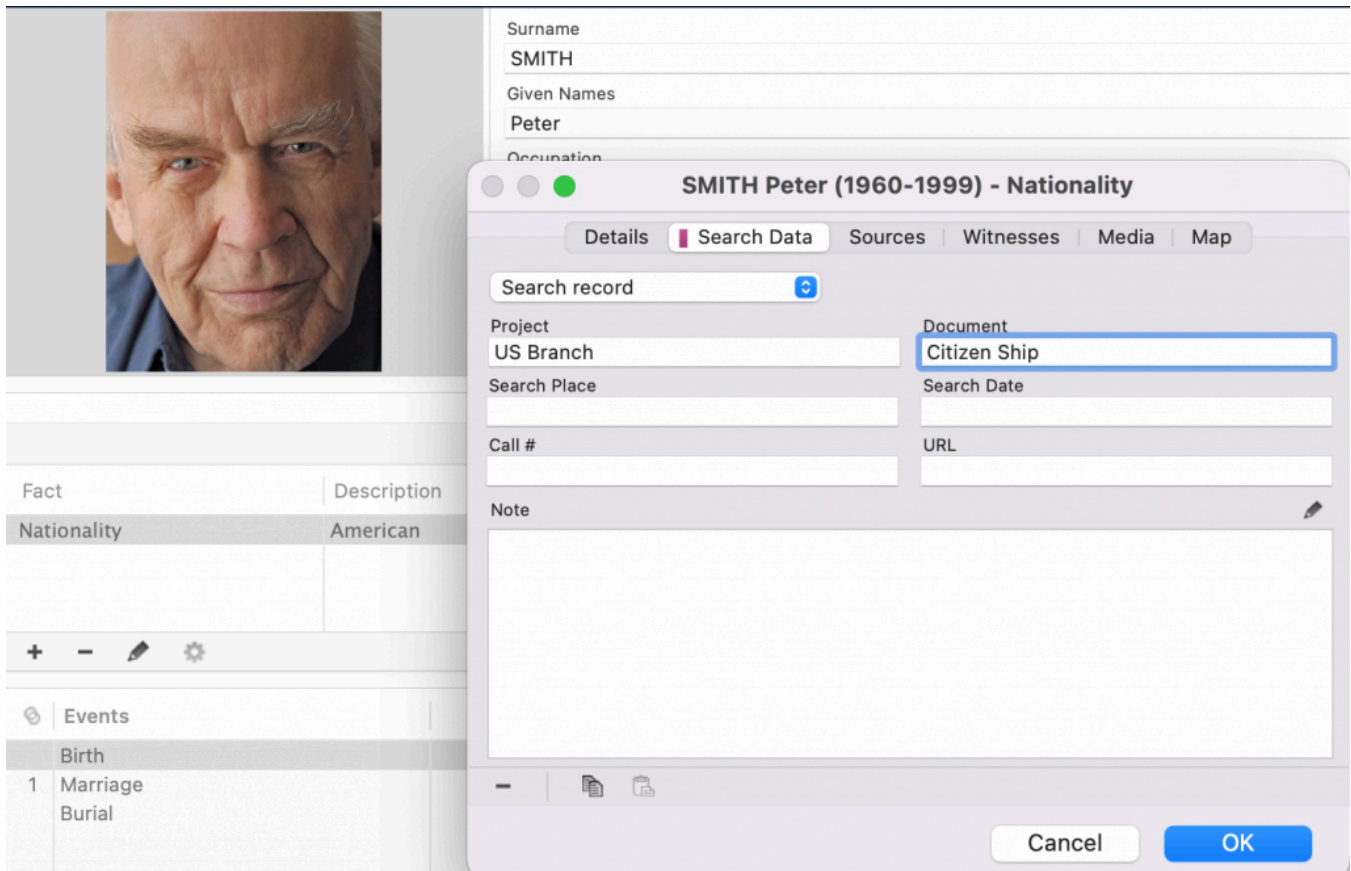 Surname
SMITH
Given Names
Peter
Occupation
SMITH Peter (1960-1999) - Nationality
Details Search Data Sources Witnesses Media Map
Search record
Project Document
US Branch Citizen Ship
Search Place Search Date
Call # URL
Note
Fact Description
Nationality American
Events
Birth
1 Marriage
Burial
Cancel OK